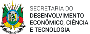 SECRETARIA DO
DESENVOLVIMENTO
ECONÔMICO, CIÊNCIA
E TECNOLOGIA